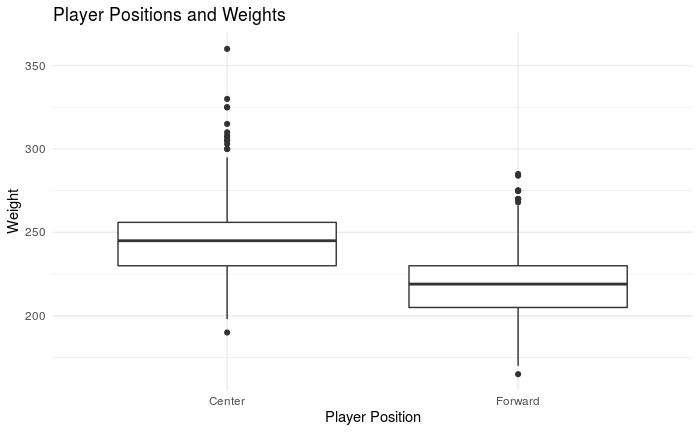 Player Positions and Weights
350
300
250
200
Weight
Center
Forward
Player Position